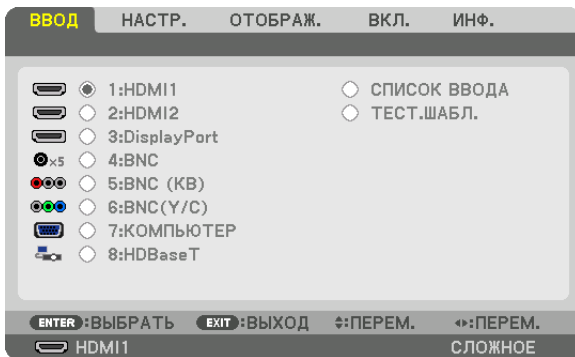 ВВОД НАСТР. ОТОБРАЖ. ВКЛ. ИНФ.
1:HDMI1 СПИСОК ВВОДА
2:HDMI2 ТЕСТ.ШАБЛ.
3:DisplayPort
×5 4:BNC
5:BNC (КВ)
6:BNC(Y/C)
7:КОМПЬЮТЕР
8:HDBaseT
ENTER :ВЫБРАТЬ EXIT :ВЫХОД :ПЕРЕМ. :ПЕРЕМ.
HDMI1 СЛОЖНОЕ